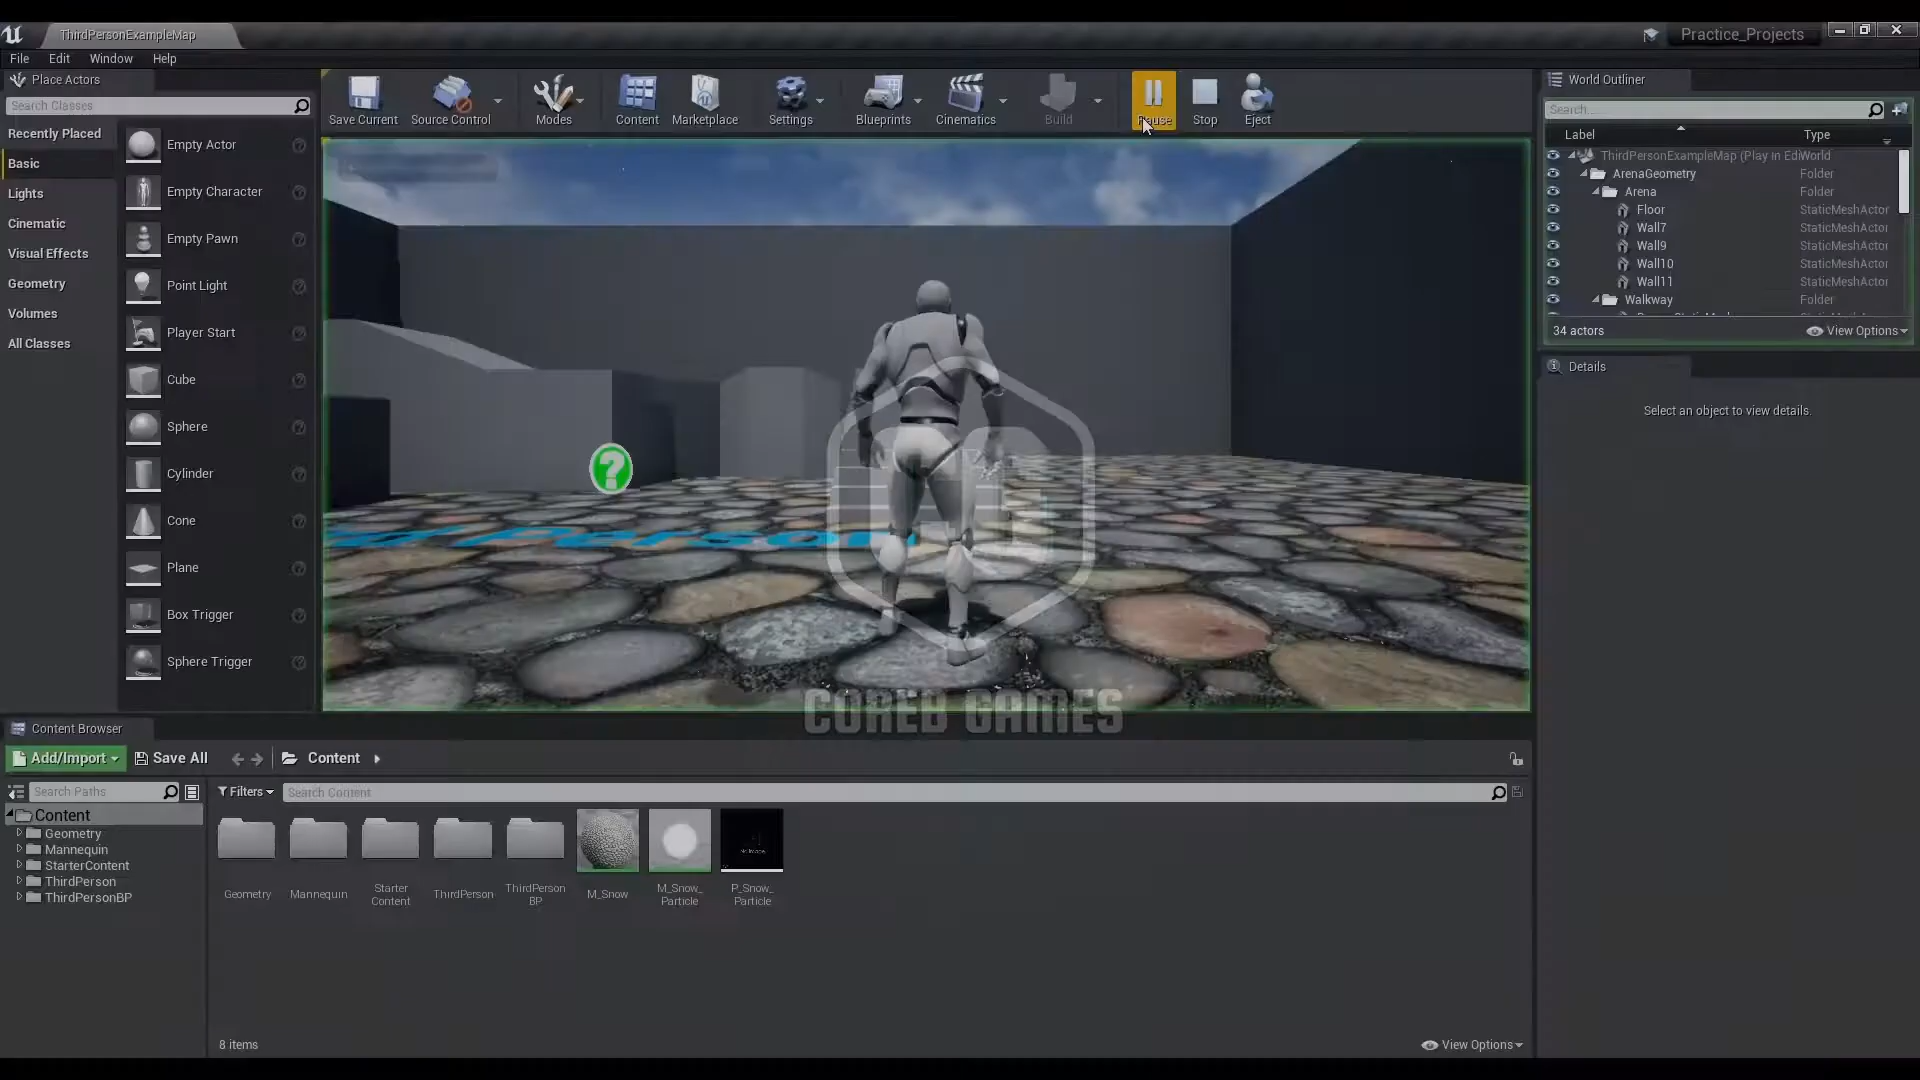 ThirdPersonExampleMap
Practice_Projects
File Edit Window Help
Place Actors
Search Classes
Recently Placed
Basic
Lights
Cinematic
Visual Effects
Geometry
Volumes
All Classes
Empty Actor
Empty Character
Empty Pawn
Point Light
Player Start
Cube
Sphere
Cylinder
Cone
Plane
Box Trigger
Sphere Trigger
Save Current
Source Control
Modes
Content
Marketplace
Settings
Blueprints
Cinematics
Build
Pause
Stop
Eject
Person
COREB GAMES
World Outliner
Search...
Label Type
ThirdPersonExampleMap (Play In Edi World
ArenaGeometry Folder
Arena Folder
Floor StaticMeshActor
Wall7 StaticMeshActor
Wall9 StaticMeshActor
Wall10 StaticMeshActor
Wall11 StaticMeshActor
Walkway Folder
34 actors
View Options
Details
Select an object to view details.
Content Browser
Add/Import
Save All
Content
Search Paths
Filters
Search Content
Content
Geometry
Mannequin
StarterContent
ThirdPerson
ThirdPersonBP
Geometry
Mannequin
Starter
Content
ThirdPerson
ThirdPerson
BP
M_Snow
M_Snow_
Particle
P_Snow_
Particle
8 items
View Options